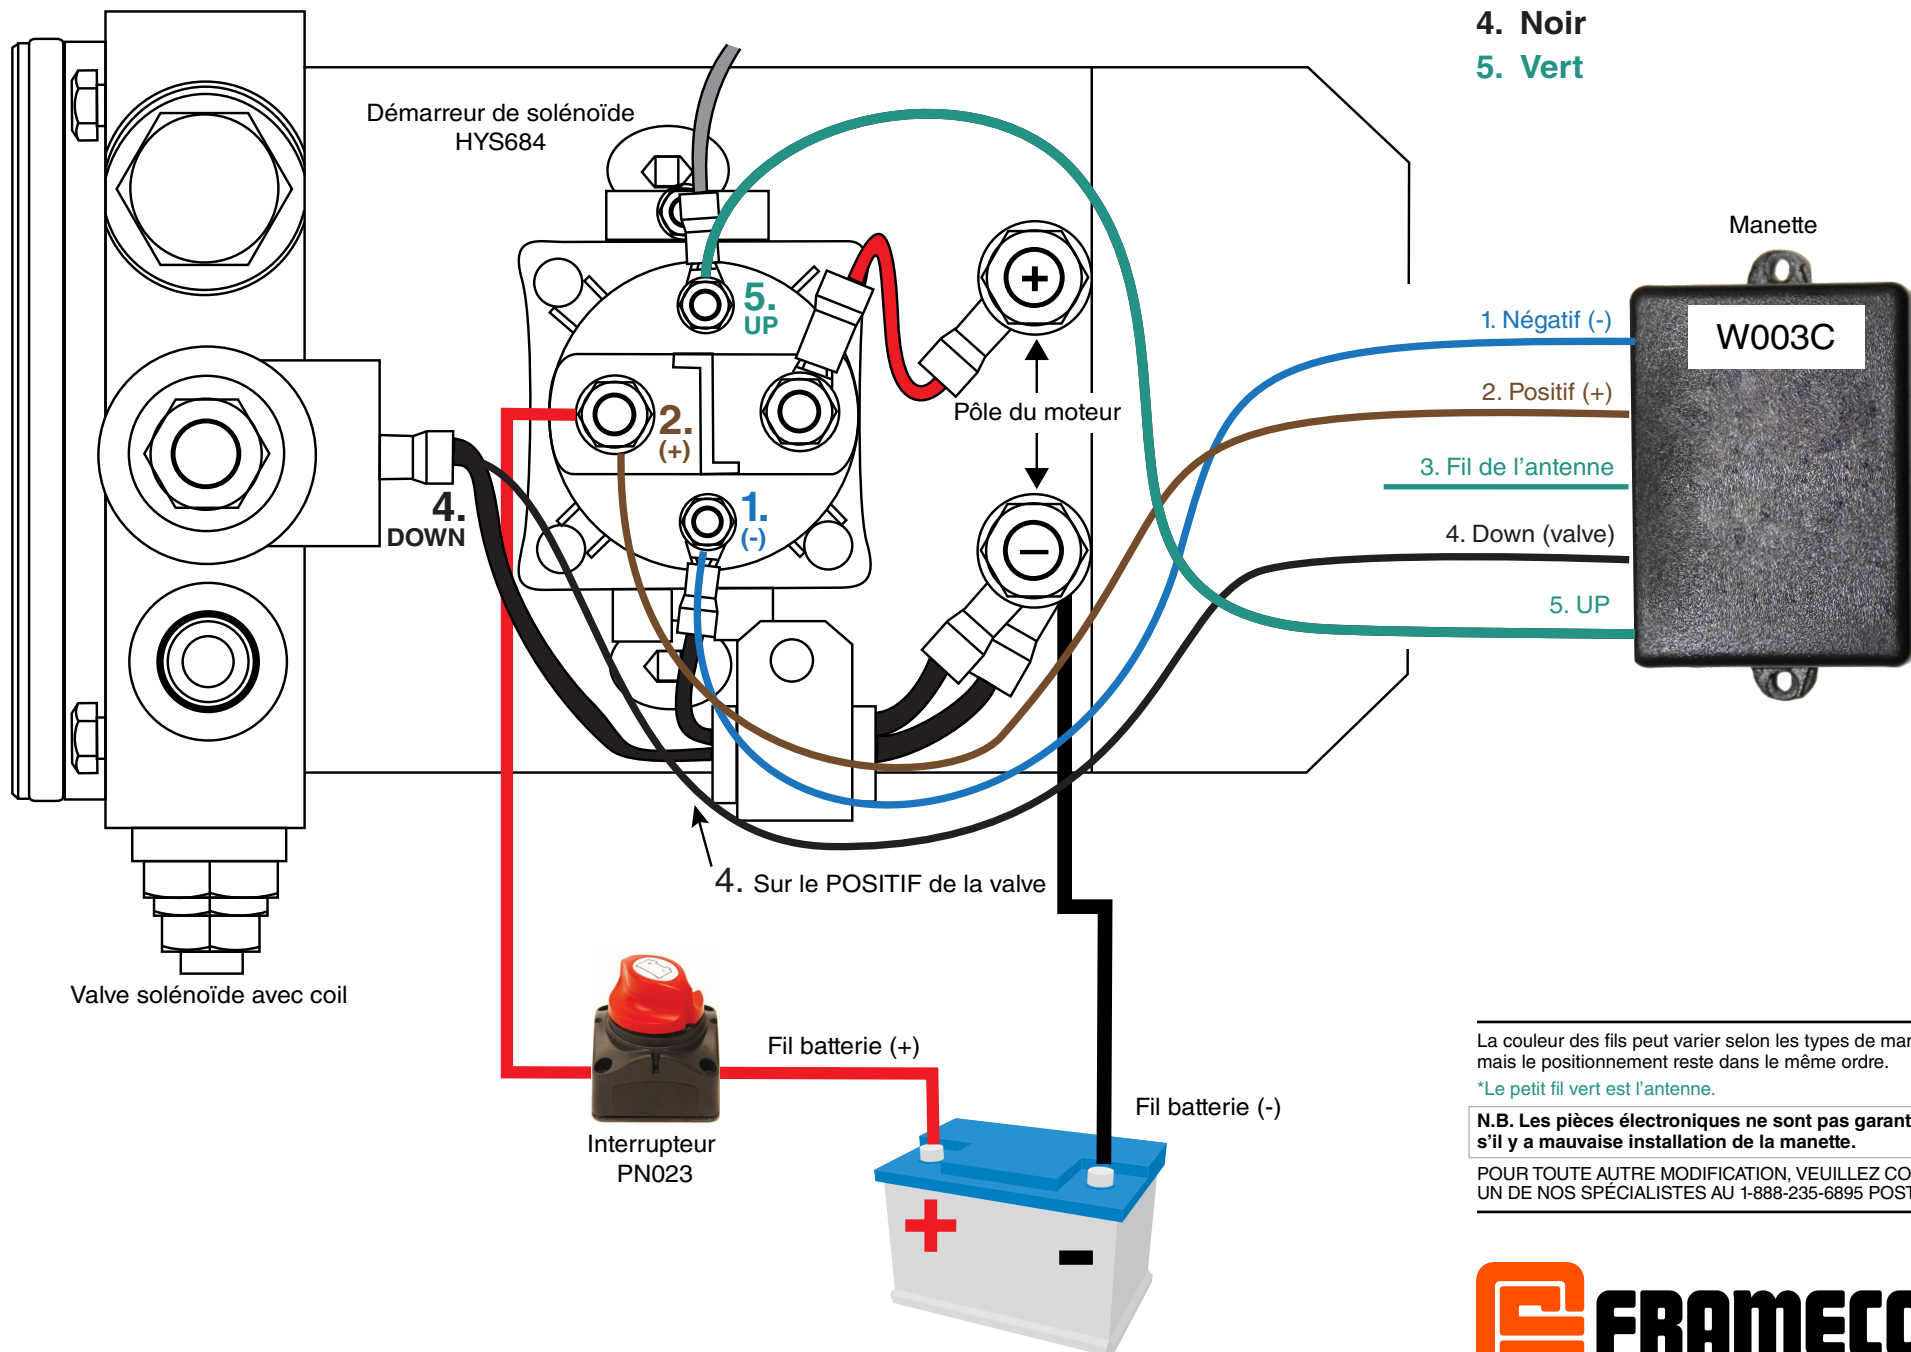 4. Noir
5. Vert
Démarreur de solénoïde
HYS684
Manette
5.
UP
+
1. Négatif (-)
W003C
2. Positif (+)
2.
(+)
Pôle du moteur
3. Fil de l'antenne
4.
DOWN
1.
(-)
4. Down (valve)
−
5. UP
4. Sur le POSITIF de la valve
Valve solénoïde avec coil
Fil batterie (+)
Fil batterie (-)
Interrupteur
PN023
+
-
La couleur des fils peut varier selon les types de
mais le positionnement reste dans le même ordre.
*Le petit fil vert est l'antenne.
N.B. Les pièces électroniques ne sont pas
s'il y a mauvaise installation de la manette.
POUR TOUTE AUTRE MODIFICATION, VEUILLEZ
UN DE NOS SPÉCIALISTES AU 1-888-235-6895
FRAMECO